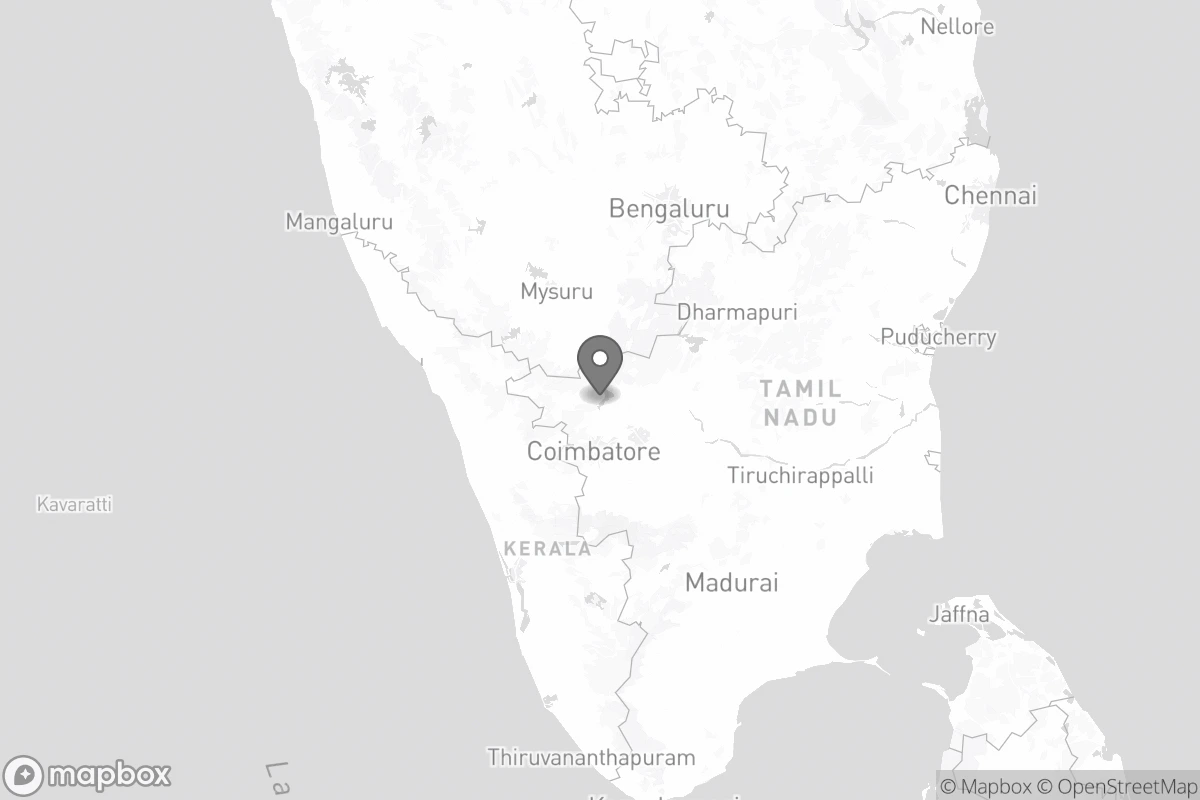 Nellore
Chennai
Bengaluru
Mangaluru
Mysuru
Dharmapuri
Puducherry
TAMIL
NADU
Coimbatore
Tiruchirappalli
Kavaratti
KERALA
Madurai
Jaffna
Thiruvananthapuram
La
mapbox
© Mapbox © OpenStreetMap